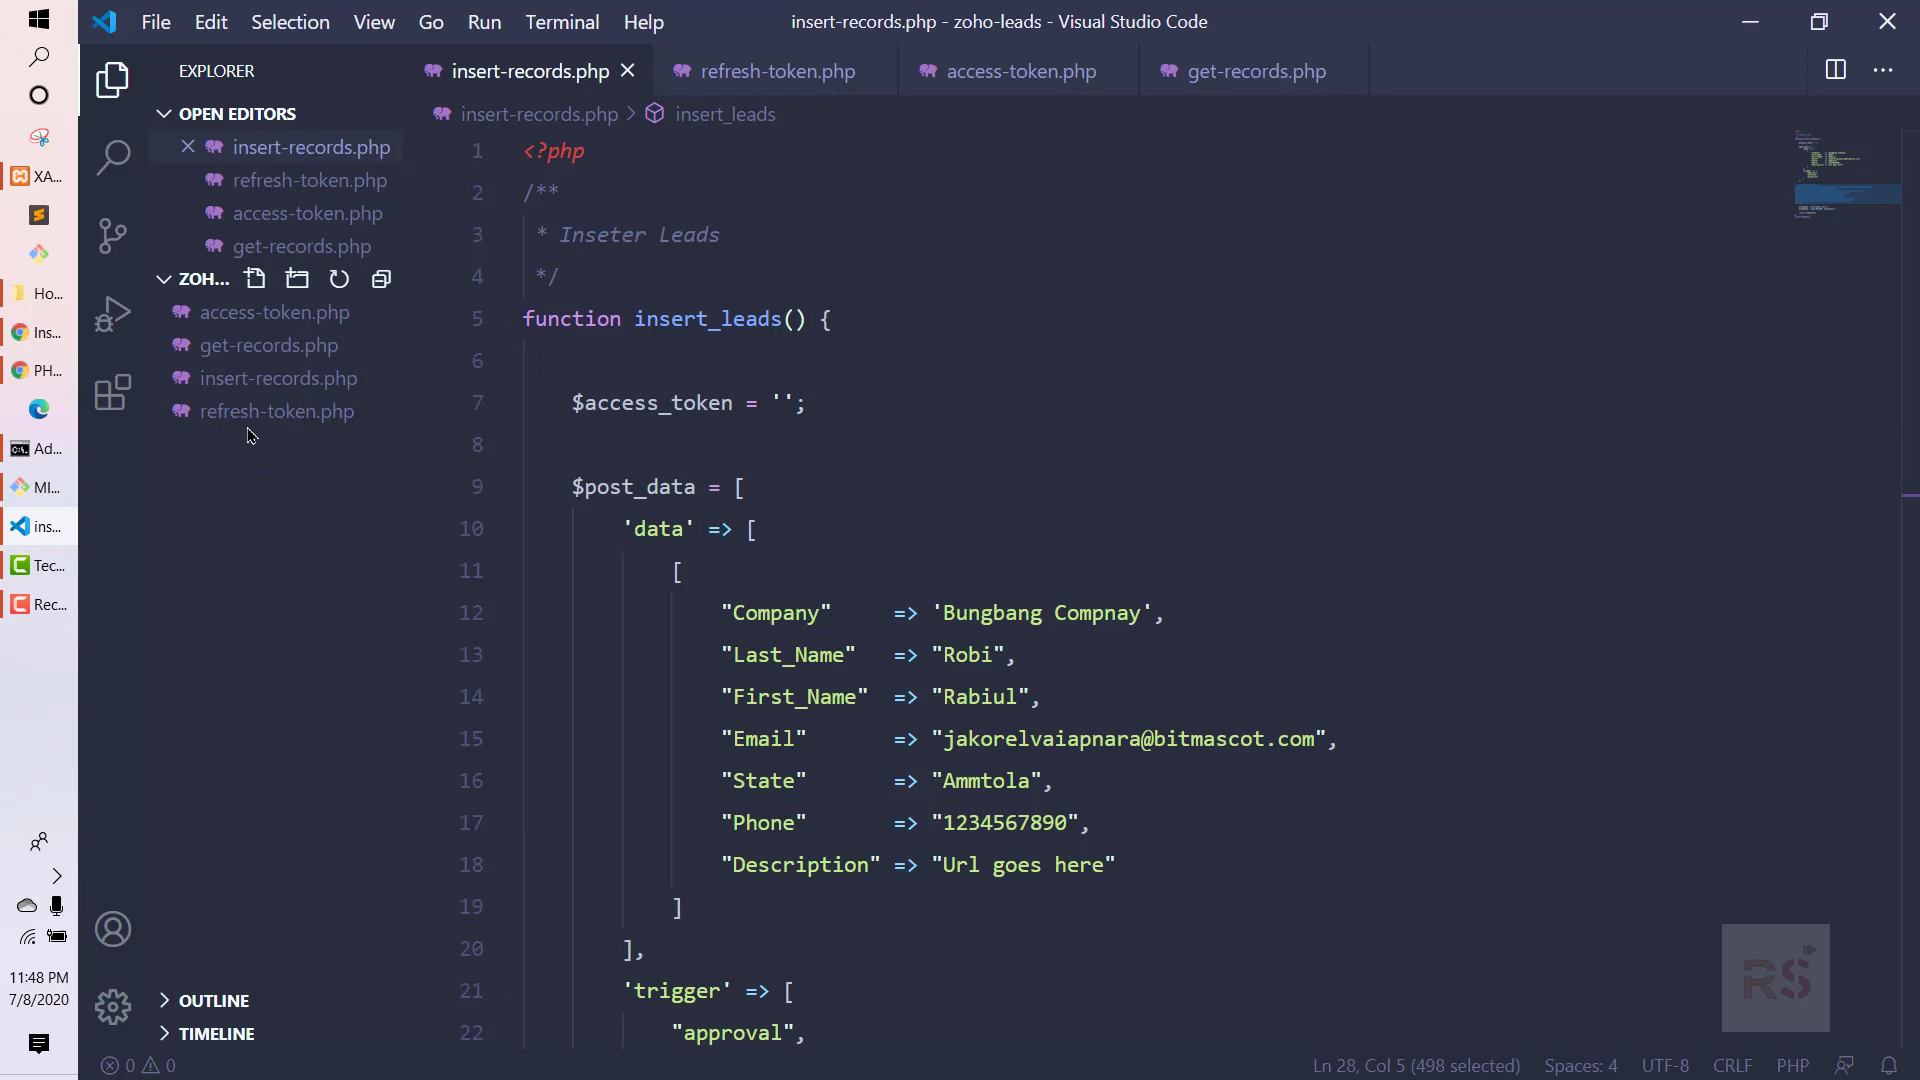 File Edit Selection View Go Run Terminal Help insert-records.php - zoho-leads - Visual Studio Code
EXPLORER
insert-records.php refresh-token.php access-token.php get-records.php
OPEN EDITORS
insert-records.php
refresh-token.php
access-token.php
get-records.php
ZOH...
access-token.php
get-records.php
insert-records.php
refresh-token.php
OUTLINE
TIMELINE
XA...
Ho...
Ins...
PH...
Ad...
MI...
ins...
Tec...
Rec...
11:48 PM
7/8/2020
insert-records.php > insert_leads
1 <?php
2 /**
3 * Inseter Leads
4 */
5 function insert_leads() {
6
7 $access_token = '';
8
9 $post_data = [
10 'data' => [
11 [
12 "Company" => 'Bungbang Compnay',
13 "Last_Name" => "Robi",
14 "First_Name" => "Rabiul",
15 "Email" => "jakorelvaiapnara@bitmascot.com",
16 "State" => "Ammtola",
17 "Phone" => "1234567890",
18 "Description" => "Url goes here"
19 ]
20 ],
21 'trigger' => [
22 "approval",
RS
0 0 Ln 28, Col 5 (498 selected) Spaces: 4 UTF-8 CRLF PHP